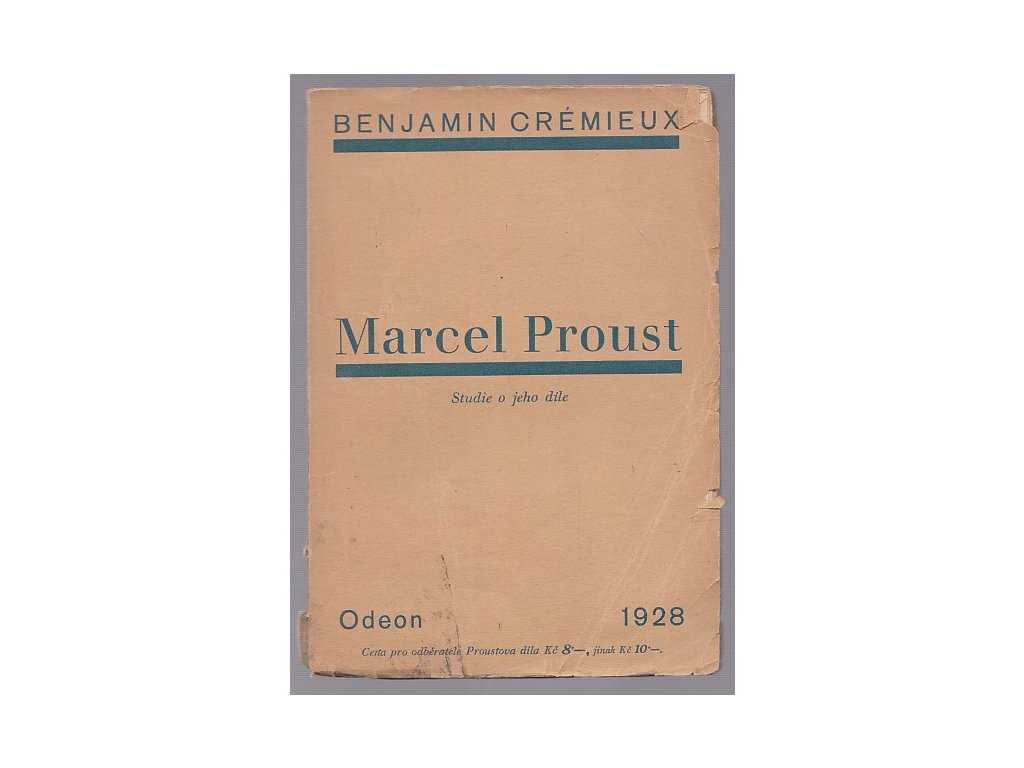 BENJAMIN CRÉMIEUX
Marcel Proust
Studie o jeho díle
Odeon 1928
Cena pro odběratele Proustova díla Kč 8·—, jinak Kč 10·—.